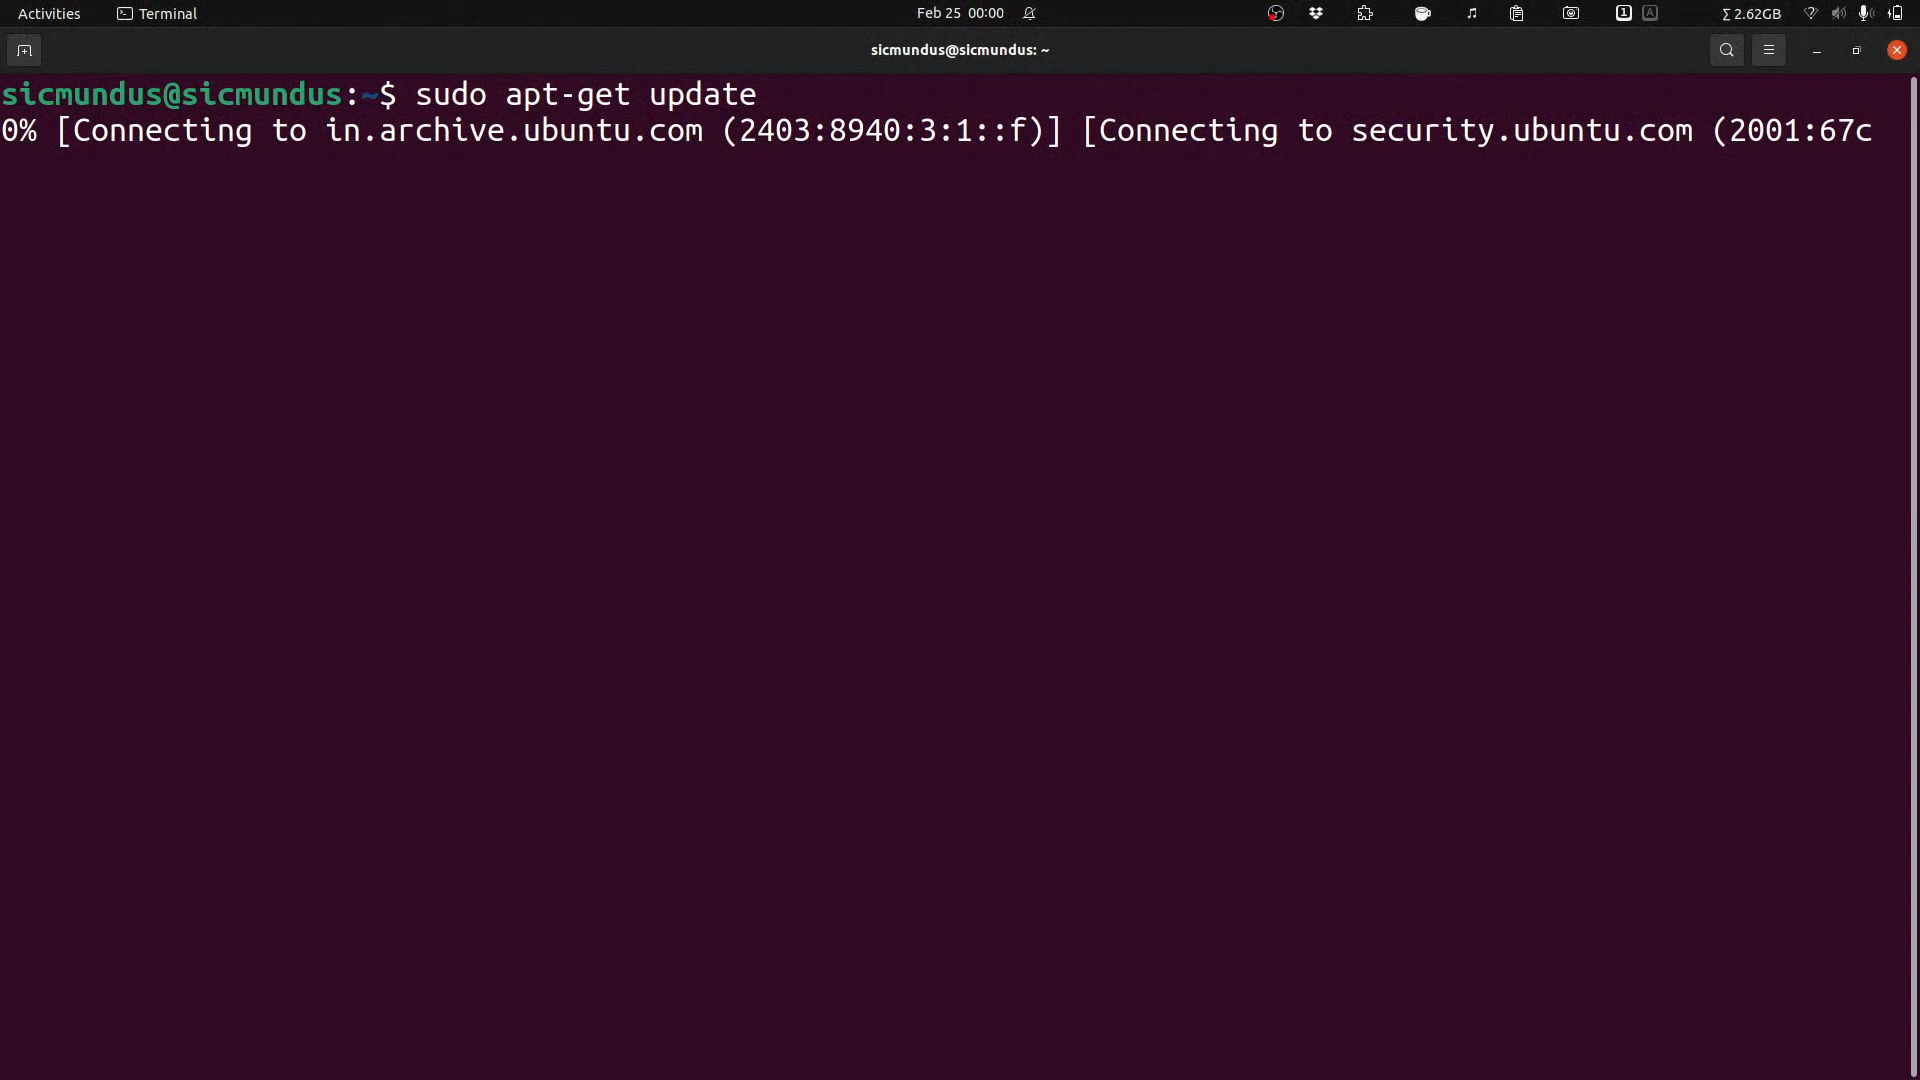 Activities Terminal Feb 25 00:00 1 A Σ 2.62GB
sicmundus@sicmundus: ~
sicmundus@sicmundus:~$ sudo apt-get update
0% [Connecting to in.archive.ubuntu.com (2403:8940:3:1::f)] [Connecting to security.ubuntu.com (2001:67c